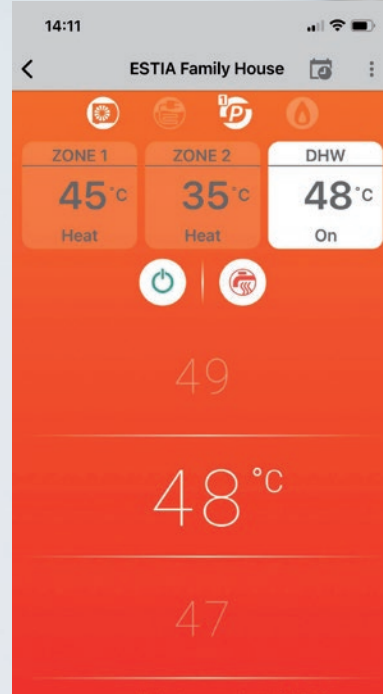 14:11
ESTIA Family House
1
P
ZONE 1 ZONE 2 DHW
45°C 35°C 48°C
Heat Heat On
49
48°C
47